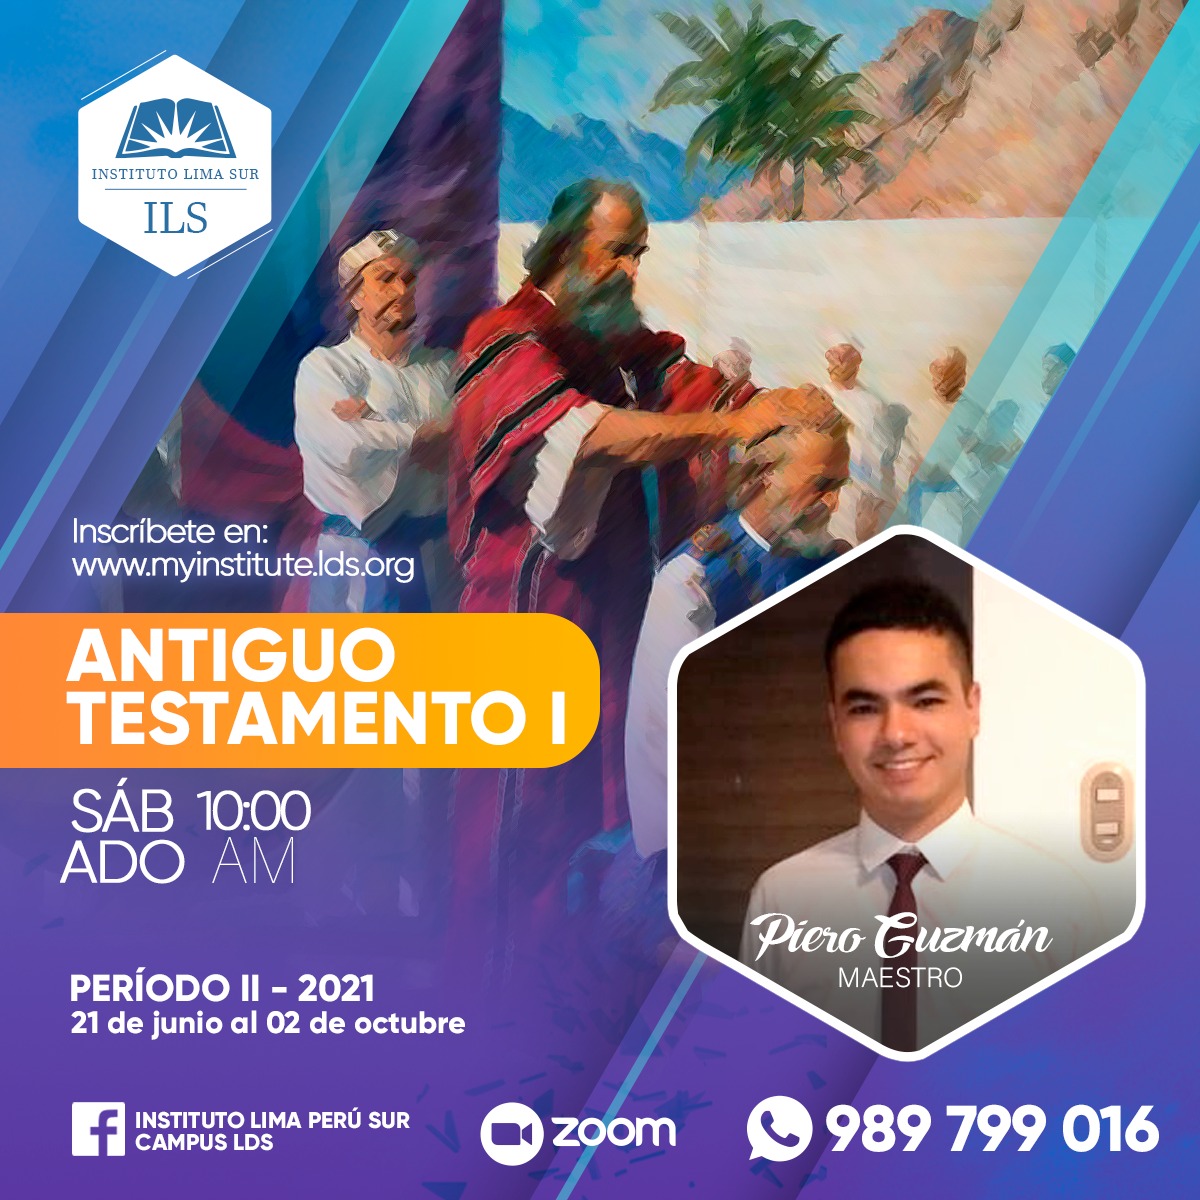 INSTITUTO LIMA SUR
ILS
Inscríbete en:
www.myinstitute.lds.org
ANTIGUO
TESTAMENTO I
SÁB 10:00
ADO AM
Piero Guzmán
MAESTRO
PERÍODO II - 2021
21 de junio al 02 de octubre
INSTITUTO LIMA PERÚ SUR
CAMPUS LDS
zoom
989 799 016